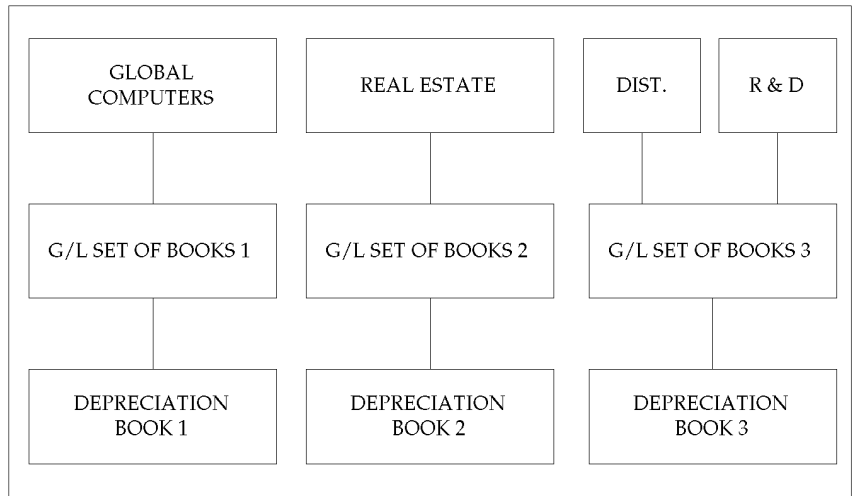 GLOBAL
COMPUTERS
REAL ESTATE
DIST.
R & D
G/L SET OF BOOKS 1
G/L SET OF BOOKS 2
G/L SET OF BOOKS 3
DEPRECIATION
BOOK 1
DEPRECIATION
BOOK 2
DEPRECIATION
BOOK 3